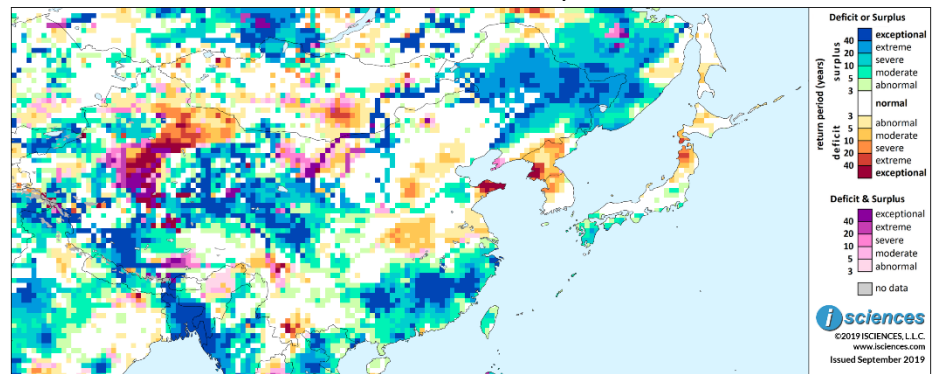 Deficit or Surplus
return period (years)
surplus
40
20
10
5
3
exceptional
extreme
severe
moderate
abnormal
normal
deficit
3
5
10
20
40
abnormal
moderate
severe
extreme
exceptional
Deficit & Surplus
40
20
10
5
3
exceptional
extreme
severe
moderate
abnormal
no data
i sciences
©2019 ISCIENCES, L.L.C.
www.isciences.com
Issued September 2019